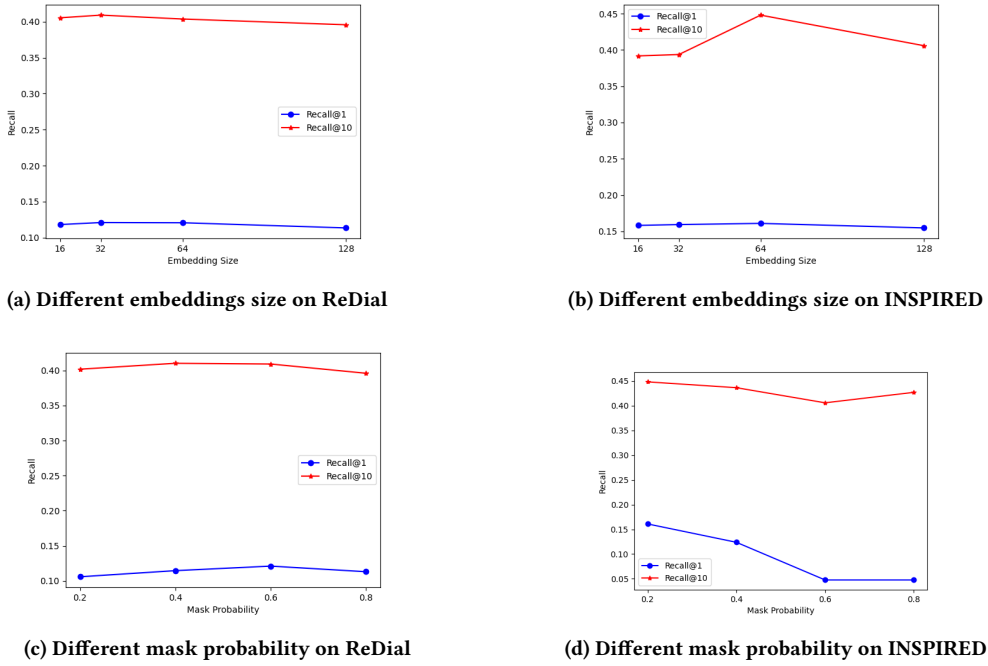 0.40
0.35
0.30
0.25
0.20
0.15
0.10
Recall
Recall@1
Recall@10
16
32
64
128
Embedding Size
(a) Different embeddings size on ReDial
0.45
0.40
0.35
0.30
0.25
0.20
0.15
Recall
Recall@1
Recall@10
16
32
64
128
Embedding Size
(b) Different embeddings size on INSPIRED
0.40
0.35
0.30
0.25
0.20
0.15
0.10
Recall
Recall@1
Recall@10
0.2
0.4
0.6
0.8
Mask Probability
(c) Different mask probability on ReDial
0.45
0.40
0.35
0.30
0.25
0.20
0.15
0.10
0.05
Recall
Recall@1
Recall@10
0.2
0.4
0.6
0.8
Mask Probability
(d) Different mask probability on INSPIRED